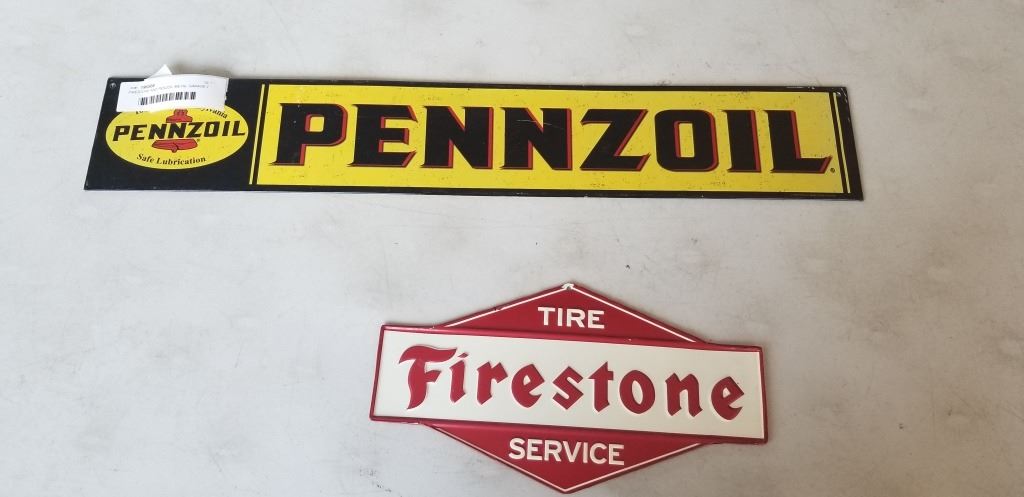 PENNZOIL
Safe Lubrication
PENNZOIL
TIRE
Firestone
SERVICE